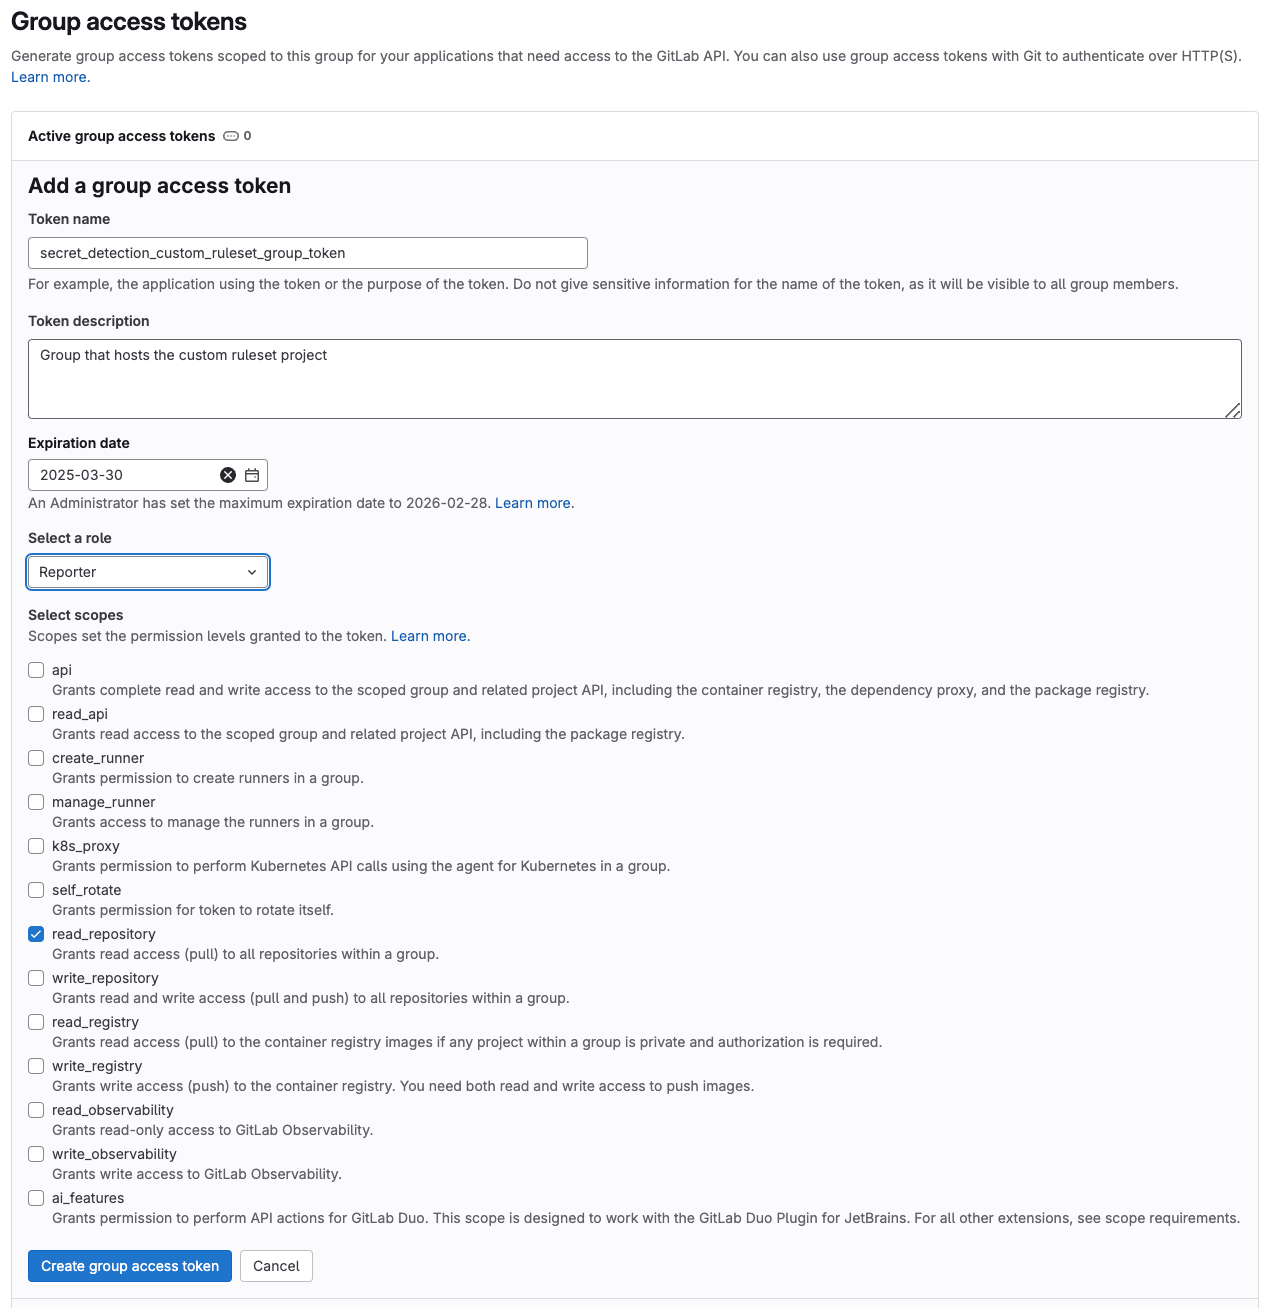 Group access tokens
Generate group access tokens scoped to this group for your applications that need access to the GitLab API. You can also use group access tokens with Git to authenticate over HTTP(S).
Learn more.
Active group access tokens 0
Add a group access token
Token name
secret_detection_custom_ruleset_group_token
For example, the application using the token or the purpose of the token. Do not give sensitive information for the name of the token, as it will be visible to all group members.
Token description
Group that hosts the custom ruleset project
Expiration date
2025-03-30
An Administrator has set the maximum expiration date to 2026-02-28. Learn more.
Select a role
Reporter
Select scopes
Scopes set the permission levels granted to the token. Learn more.
api
Grants complete read and write access to the scoped group and related project API, including the container registry, the dependency proxy, and the package registry.
read_api
Grants read access to the scoped group and related project API, including the package registry.
create_runner
Grants permission to create runners in a group.
manage_runner
Grants access to manage the runners in a group.
k8s_proxy
Grants permission to perform Kubernetes API calls using the agent for Kubernetes in a group.
self_rotate
Grants permission for token to rotate itself.
read_repository
Grants read access (pull) to all repositories within a group.
write_repository
Grants read and write access (pull and push) to all repositories within a group.
read_registry
Grants read access (pull) to the container registry images if any project within a group is private and authorization is required.
write_registry
Grants write access (push) to the container registry. You need both read and write access to push images.
read_observability
Grants read-only access to GitLab Observability.
write_observability
Grants write access to GitLab Observability.
ai_features
Grants permission to perform API actions for GitLab Duo. This scope is designed to work with the GitLab Duo Plugin for JetBrains. For all other extensions, see scope requirements.
Create group access token Cancel